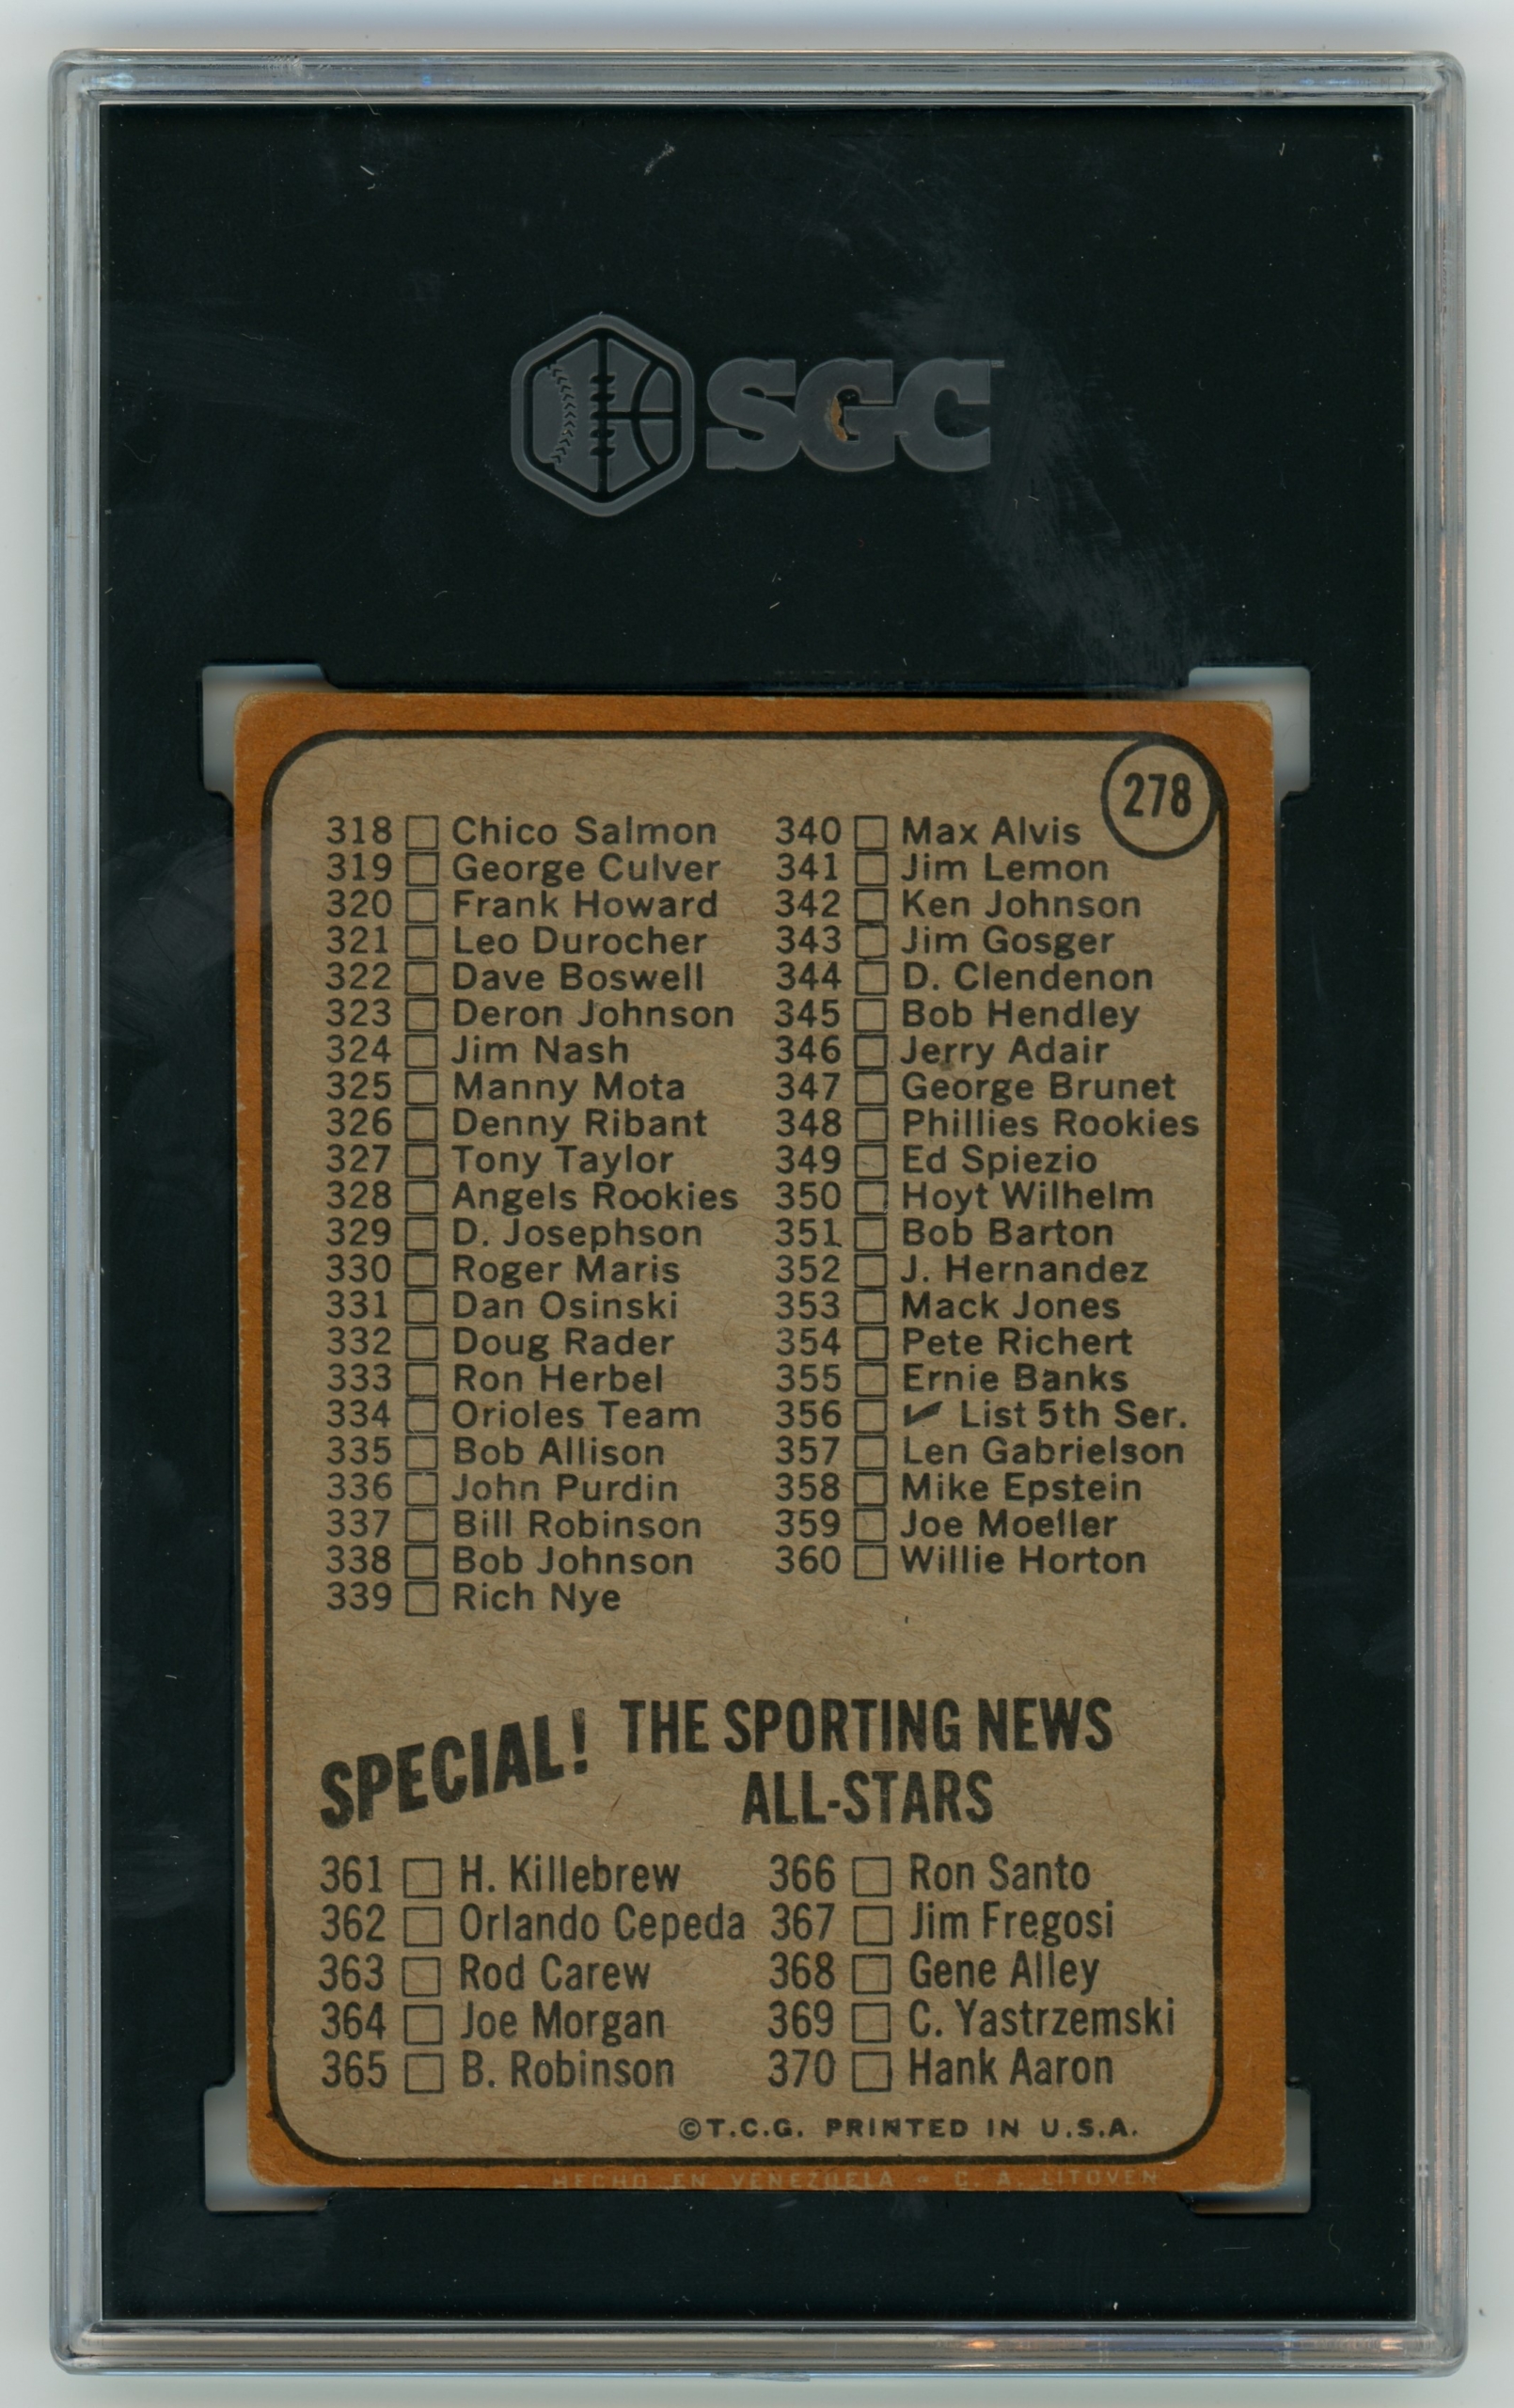 SGC
278
318 Chico Salmon
319 George Culver
320 Frank Howard
321 Leo Durocher
322 Dave Boswell
323 Deron Johnson
324 Jim Nash
325 Manny Mota
326 Denny Ribant
327 Tony Taylor
328 Angels Rookies
329 D. Josephson
330 Roger Maris
331 Dan Osinski
332 Doug Rader
333 Ron Herbel
334 Orioles Team
335 Bob Allison
336 John Purdin
337 Bill Robinson
338 Bob Johnson
339 Rich Nye
340 Max Alvis
341 Jim Lemon
342 Ken Johnson
343 Jim Gosger
344 D. Clendenon
345 Bob Hendley
346 Jerry Adair
347 George Brunet
348 Phillies Rookies
349 Ed Spiezio
350 Hoyt Wilhelm
351 Bob Barton
352 J. Hernandez
353 Mack Jones
354 Pete Richert
355 Ernie Banks
356 ✔ List 5th Ser.
357 Len Gabrielson
358 Mike Epstein
359 Joe Moeller
360 Willie Horton
SPECIAL! THE SPORTING NEWS
ALL-STARS
361 H. Killebrew
362 Orlando Cepeda
363 Rod Carew
364 Joe Morgan
365 B. Robinson
366 Ron Santo
367 Jim Fregosi
368 Gene Alley
369 C. Yastrzemski
370 Hank Aaron
©T.C.G. PRINTED IN U.S.A.
HECHO EN VENEZUELA - C. A. LITOVEN